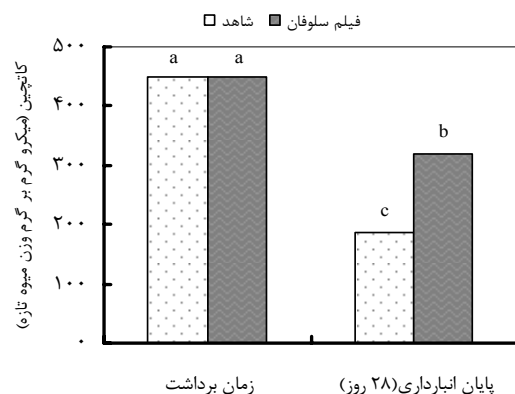 شاهد
فیلم سلوفان
کاتچین (میکرو گرم بر گرم وزن میوه تازه)
۵۰۰
۴۰۰
۳۰۰
۲۰۰
۱۰۰
۰
a
a
c
b
زمان برداشت
پایان انبارداری(۲۸ روز)